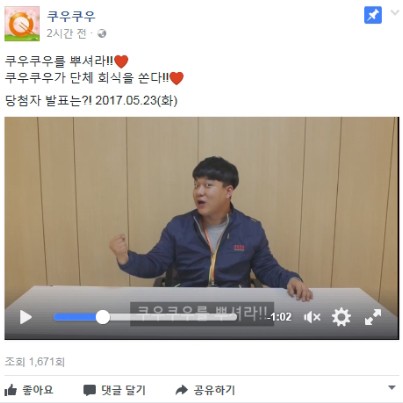 쿠우쿠우
2시간 전 ·
쿠우쿠우를 뿌셔라!!❤
쿠우쿠우가 단체 회식을 쏜다!!❤
당첨자 발표는?! 2017.05.23(화)
쿠우쿠우를 뿌셔라!!
-1:02
조회 1,671회
좋아요 댓글 달기 공유하기